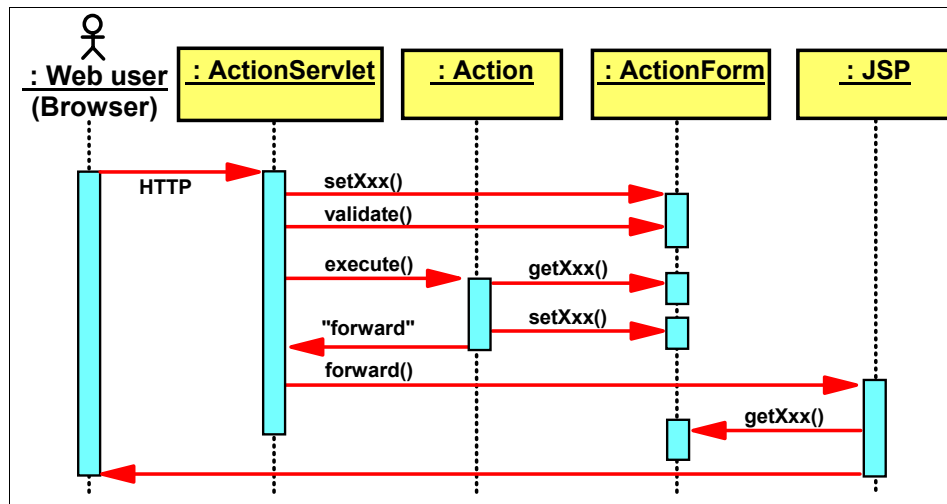 : Web user
(Browser)
: ActionServlet
: Action
: ActionForm
: JSP
HTTP
setXxx()
validate()
execute()
getXxx()
setXxx()
"forward"
forward()
getXxx()